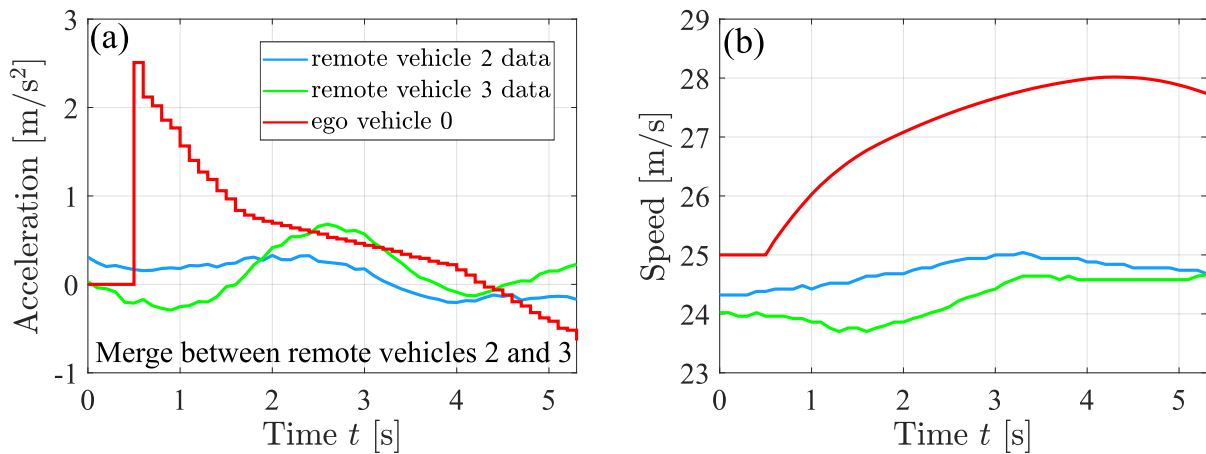 (a)
3
2
1
0
-1
Acceleration [m/s²]
remote vehicle 2 data
remote vehicle 3 data
ego vehicle 0
Merge between remote vehicles 2 and 3
0 1 2 3 4 5
Time t [s]
(b)
29
28
27
26
25
24
23
Speed [m/s]
0 1 2 3 4 5
Time t [s]